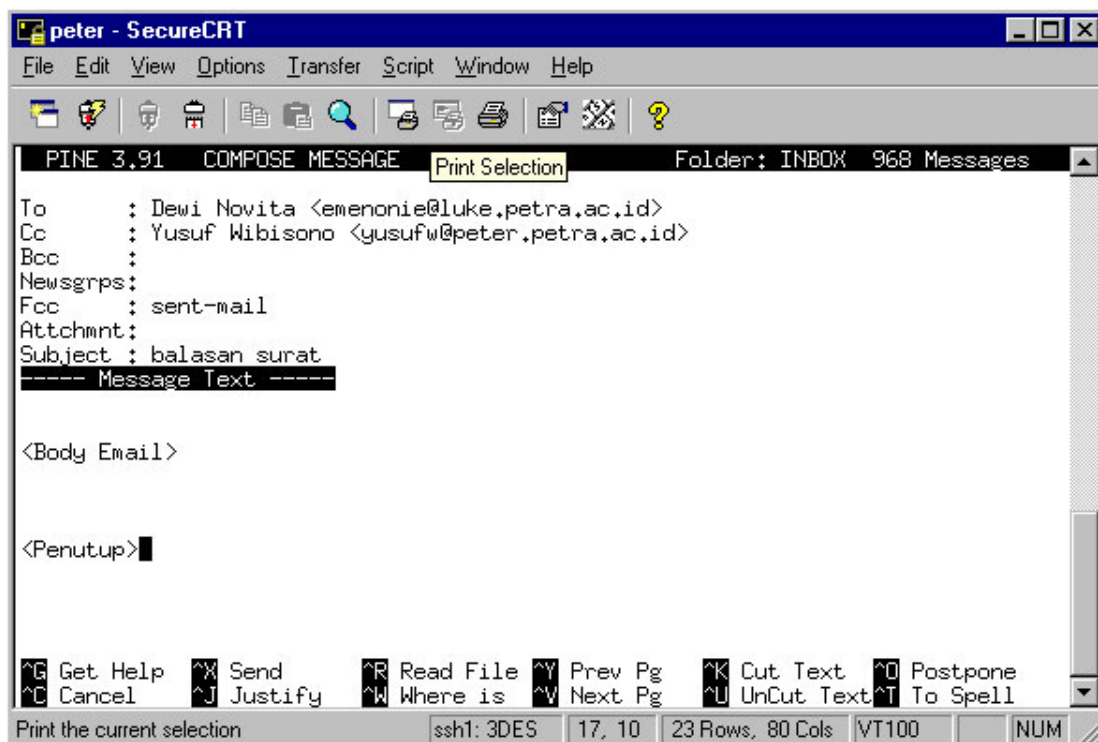 peter - SecureCRT
File Edit View Options Transfer Script Window Help
PINE 3.91 COMPOSE MESSAGE Folder: INBOX 968 Messages
Print Selection
To : Dewi Novita <emenonie@luke.petra.ac.id>
Cc : Yusuf Wibisono <yusufw@peter.petra.ac.id>
Bcc :
Newsgrps:
Fcc : sent-mail
Attchmnt:
Subject : balasan surat
----- Message Text -----
<Body Email>
<Penutup>
^G Get Help ^X Send ^R Read File ^Y Prev Pg ^K Cut Text ^O Postpone
^C Cancel ^J Justify ^W Where is ^V Next Pg ^U UnCut Text ^T To Spell
Print the current selection ssh1: 3DES 17, 10 23 Rows, 80 Cols VT100 NUM